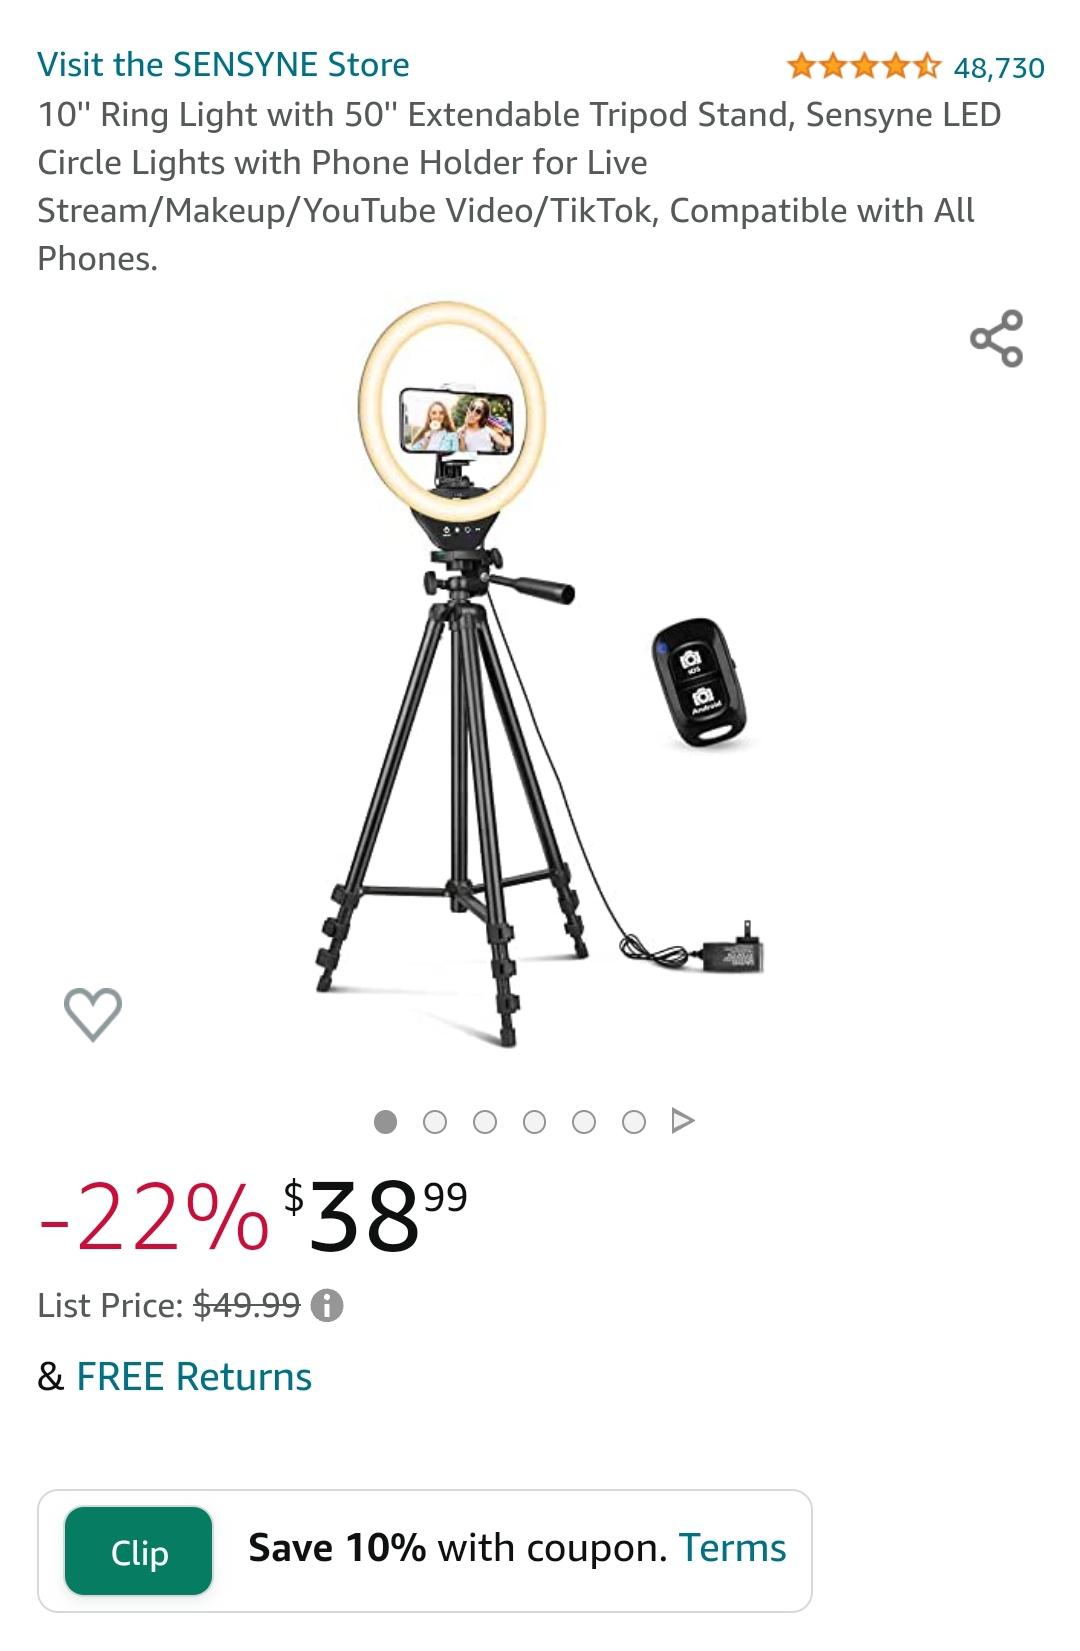 Visit the SENSYNE Store
48,730
10" Ring Light with 50" Extendable Tripod Stand, Sensyne LED
Circle Lights with Phone Holder for Live
Stream/Makeup/YouTube Video/TikTok, Compatible with All
Phones.
iOS
Android
-22% $38 99
List Price: $49.99
& FREE Returns
Clip
Save 10% with coupon. Terms